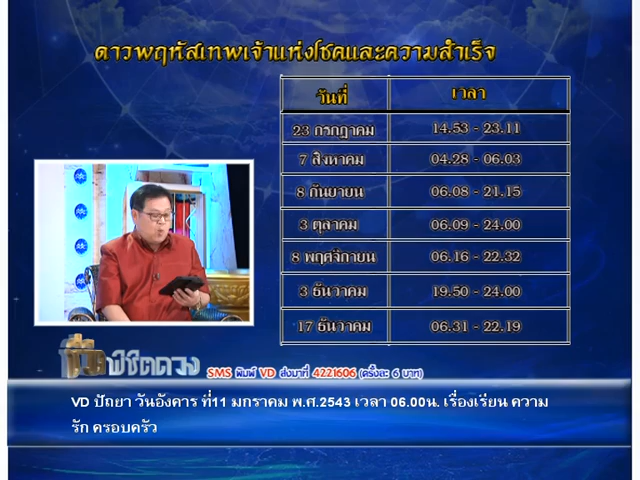 ดาวพฤหัสเทพเจ้าแห่งโชคและความสำเร็จ
วันที่ เวลา
23 กรกฎาคม 14.53 - 23.11
7 สิงหาคม 04.28 - 06.03
8 กันยายน 06.08 - 21.15
3 ตุลาคม 06.09 - 24.00
8 พฤศจิกายน 06.16 - 22.32
3 ธันวาคม 19.50 - 24.00
17 ธันวาคม 06.31 - 22.19
พิชิตดวง
SMS พิมพ์ VD ส่งมาที่ 4221606 (ครั้งละ 6 บาท)
VD ปัถยา วันอังคาร ที่11 มกราคม พ.ศ.2543 เวลา 06.00น. เรื่องเรียน ความ
รัก ครอบครัว